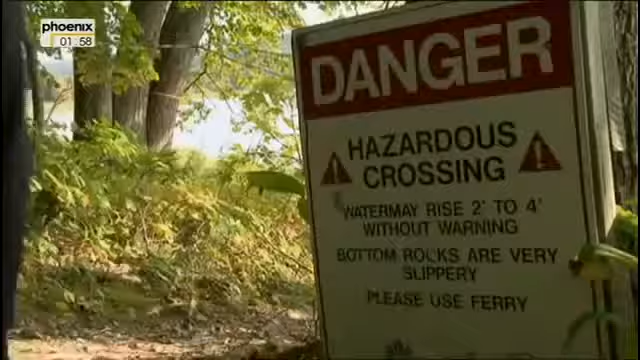 phoenix
01:58
DANGER
HAZARDOUS
CROSSING
WATERMAY RISE 2' TO 4'
WITHOUT WARNING
BOTTOM ROCKS ARE VERY
SLIPPERY
PLEASE USE FERRY